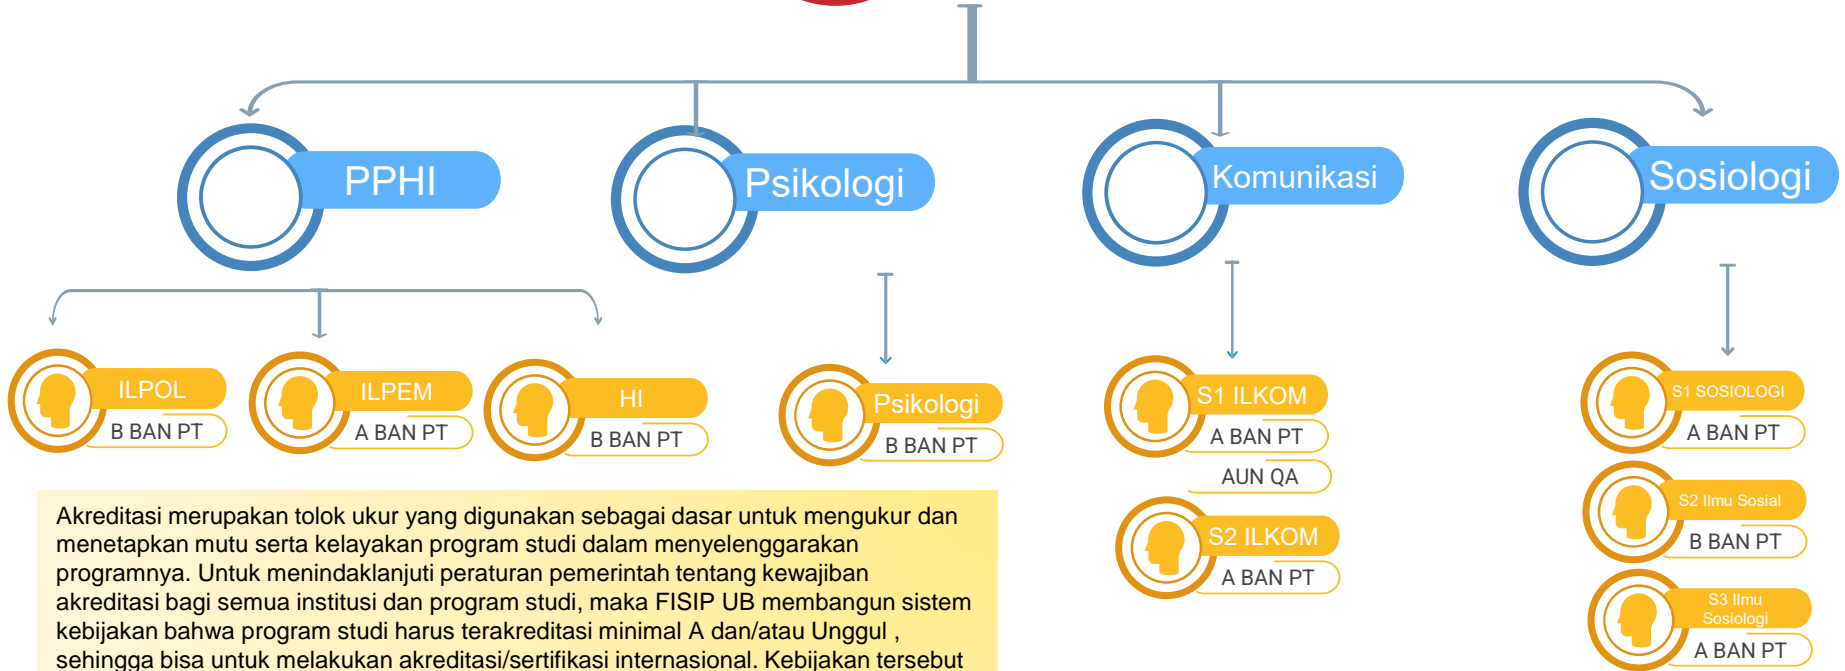 PPHI
Psikologi
Komunikasi
Sosiologi
ILPOL
B BAN PT
ILPEM
A BAN PT
HI
B BAN PT
Psikologi
B BAN PT
S1 ILKOM
A BAN PT
AUN QA
S2 ILKOM
A BAN PT
S1 SOSIOLOGI
A BAN PT
S2 Ilmu Sosial
B BAN PT
S3 Ilmu
Sosiologi
A BAN PT
Akreditasi merupakan tolok ukur yang digunakan sebagai dasar untuk mengukur dan
menetapkan mutu serta kelayakan program studi dalam menyelenggarakan
programnya. Untuk menindaklanjuti peraturan pemerintah tentang kewajiban
akreditasi bagi semua institusi dan program studi, maka FISIP UB membangun sistem
kebijakan bahwa program studi harus terakreditasi minimal A dan/atau Unggul ,
sehingga bisa untuk melakukan akreditasi/sertifikasi internasional. Kebijakan tersebut